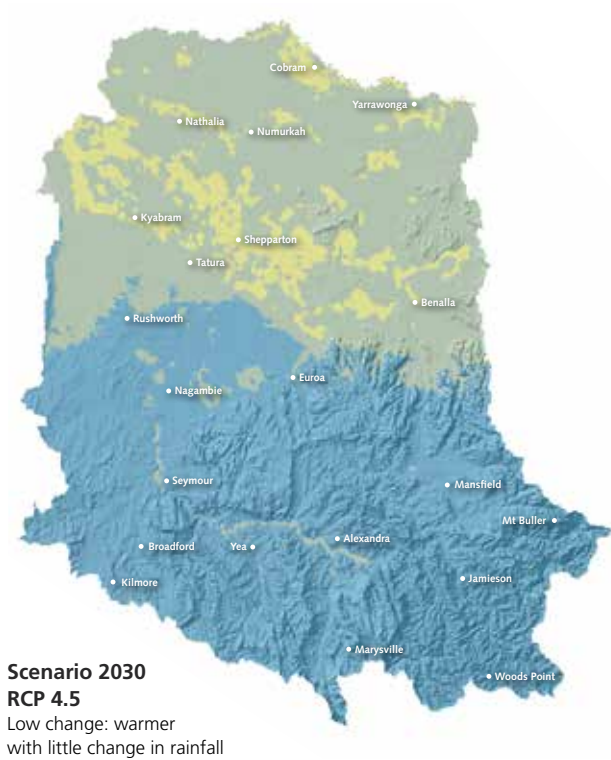 Cobram
Yarrawonga
Nathalia
Numurkah
Kyabram
Shepparton
Tatura
Benalla
Rushworth
Euroa
Nagambie
Seymour
Mansfield
Mt Buller
Broadford
Yea
Alexandra
Kilmore
Jamieson
Marysville
Woods Point
Scenario 2030
RCP 4.5
Low change: warmer
with little change in rainfall